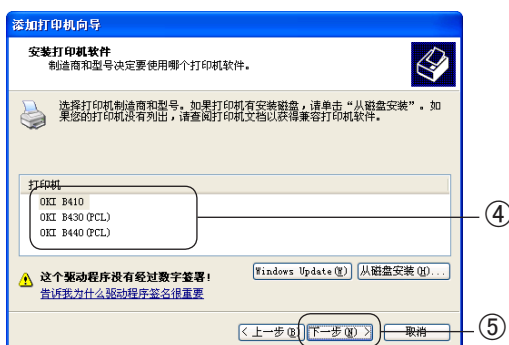 添加打印机向导
安装打印机软件
制造商和型号决定要使用哪个打印机软件。
选择打印机制造商和型号。如果打印机有安装磁盘，请单击“从磁盘安装”。如
果您的打印机没有列出，请查阅打印机文档以获得兼容打印机软件。
打印机
OKI B410
OKI B430(PCL)
OKI B440(PCL)
④
这个驱动程序没有经过数字签署!
告诉我为什么驱动程序签名很重要
Windows Update(W)
从磁盘安装(H)...
< 上一步(B)
下一步(N) >
取消
⑤